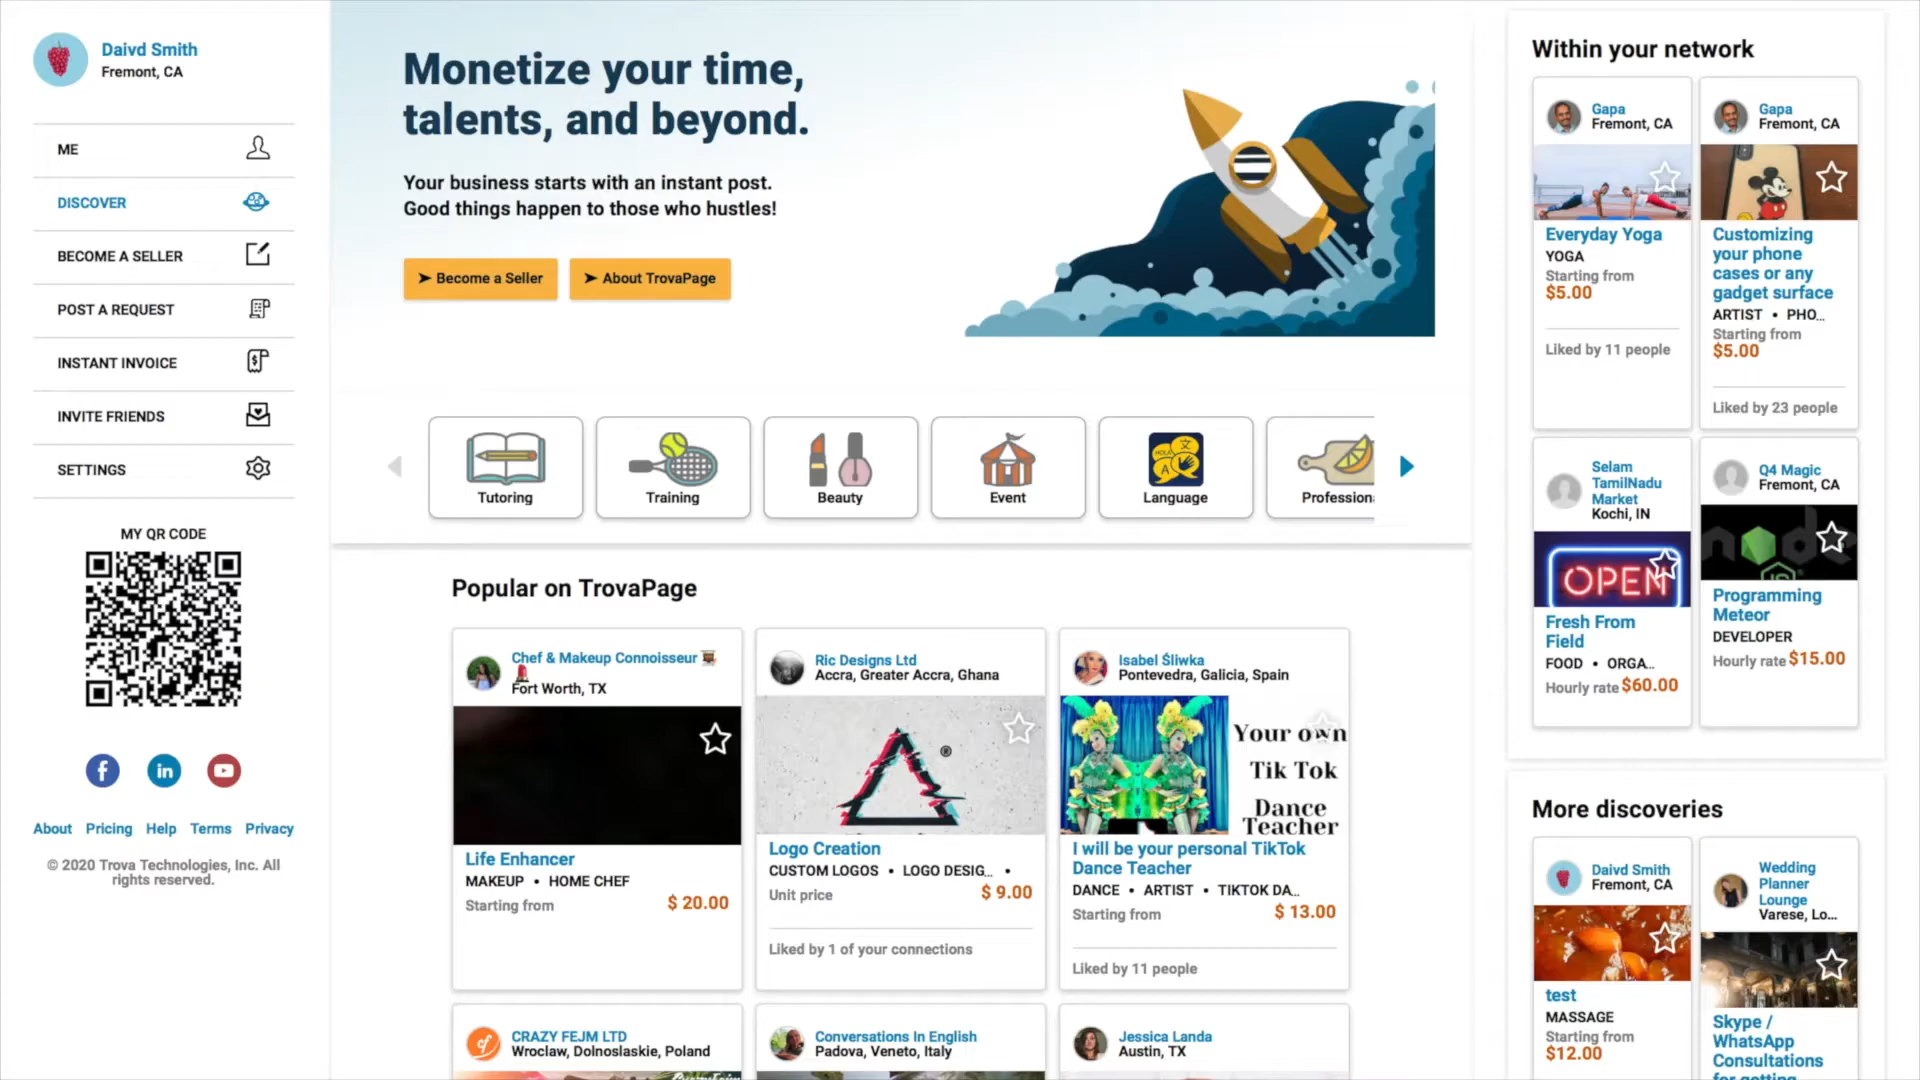 Daivd Smith
Fremont, CA
ME
DISCOVER
BECOME A SELLER
POST A REQUEST
INSTANT INVOICE
INVITE FRIENDS
SETTINGS
MY QR CODE
About Pricing Help Terms Privacy
© 2020 Trova Technologies, Inc. All
rights reserved.
Monetize your time,
talents, and beyond.
Your business starts with an instant post.
Good things happen to those who hustles!
➤ Become a Seller
➤ About TrovaPage
Tutoring
Training
Beauty
Event
Language
Profession
Popular on TrovaPage
Chef & Makeup Connoisseur
Fort Worth, TX
Life Enhancer
MAKEUP • HOME CHEF
Starting from $ 20.00
Ric Designs Ltd
Accra, Greater Accra, Ghana
®
Logo Creation
CUSTOM LOGOS • LOGO DESIG... •
Unit price $ 9.00
Liked by 1 of your connections
Isabel Śliwka
Pontevedra, Galicia, Spain
Your own
Tik Tok
Dance
Teacher
I will be your personal TikTok
Dance Teacher
DANCE • ARTIST • TIKTOK DA...
Starting from $ 13.00
Liked by 11 people
CRAZY FEJM LTD
Wroclaw, Dolnoslaskie, Poland
Conversations In English
Padova, Veneto, Italy
Jessica Landa
Austin, TX
Within your network
Gapa
Fremont, CA
Everyday Yoga
YOGA
Starting from
$5.00
Liked by 11 people
Gapa
Fremont, CA
Customizing
your phone
cases or any
gadget surface
ARTIST • PHO...
Starting from
$5.00
Liked by 23 people
Selam
TamilNadu
Market
Kochi, IN
OPEN
Fresh From
Field
FOOD • ORGA...
Hourly rate $60.00
Q4 Magic
Fremont, CA
node
Programming
Meteor
DEVELOPER
Hourly rate $15.00
More discoveries
Daivd Smith
Fremont, CA
test
MASSAGE
Starting from
$12.00
Wedding
Planner
Lounge
Varese, Lo...
Skype /
WhatsApp
Consultations
for getting